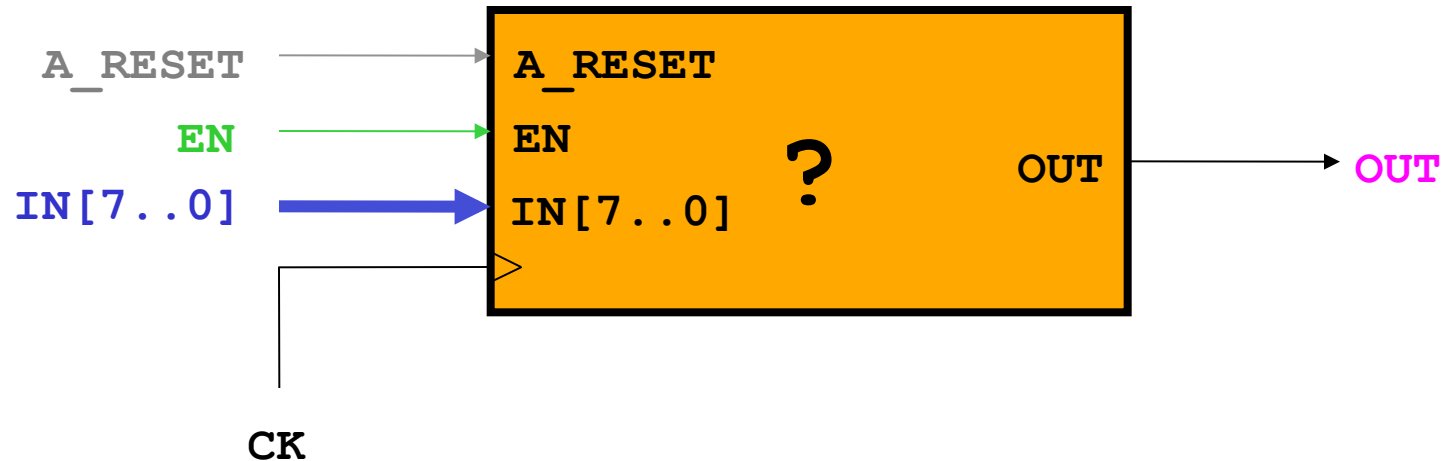 A_RESET
A_RESET
EN
EN
?
OUT
OUT
IN[7..0]
IN[7..0]
CK